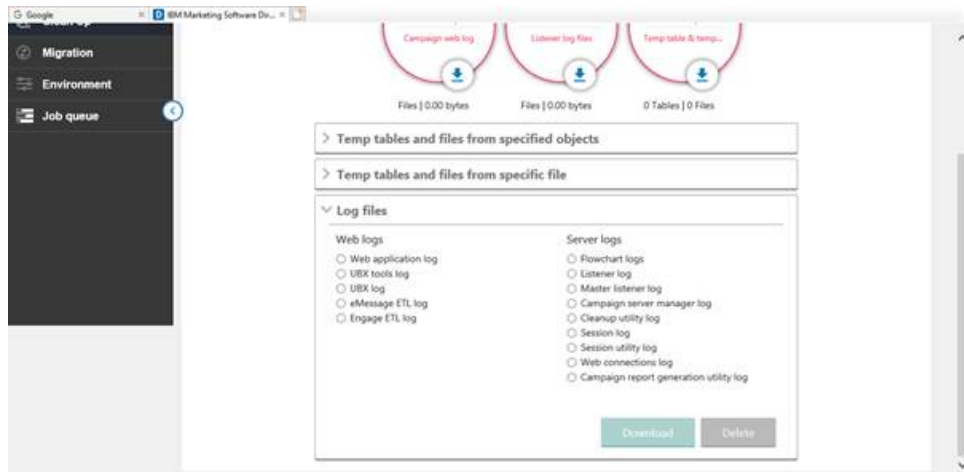 Google
IBM Marketing Software Div...
Clean Up
Migration
Environment
Job queue
Campaign web log
Listener log files
Temp table & temp...
Files | 0.00 bytes
Files | 0.00 bytes
0 Tables | 0 Files
Temp tables and files from specified objects
Temp tables and files from specific file
Log files
Web logs
Web application log
UBX tools log
UBX log
eMessage ETL log
Engage ETL log
Server logs
Flowchart logs
Listener log
Master listener log
Campaign server manager log
Cleanup utility log
Session log
Session utility log
Web connections log
Campaign report generation utility log
Download
Delete